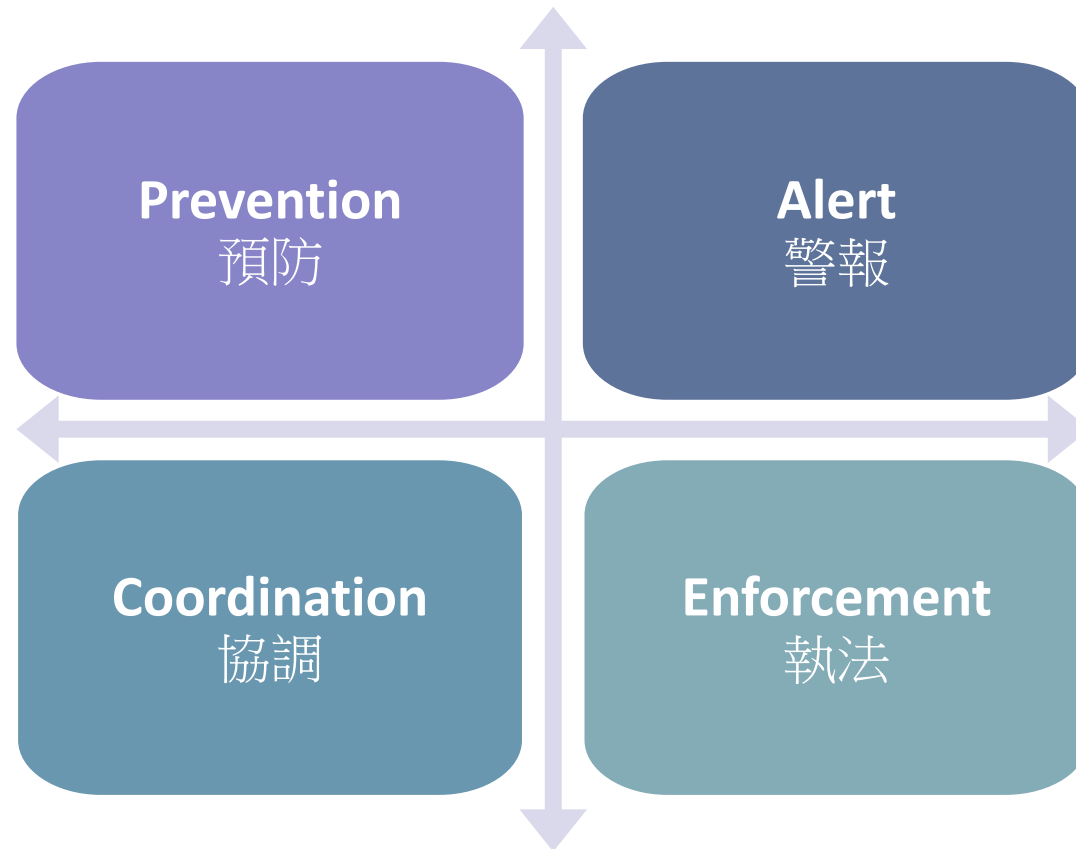 Prevention
預防
Alert
警報
Coordination
協調
Enforcement
執法